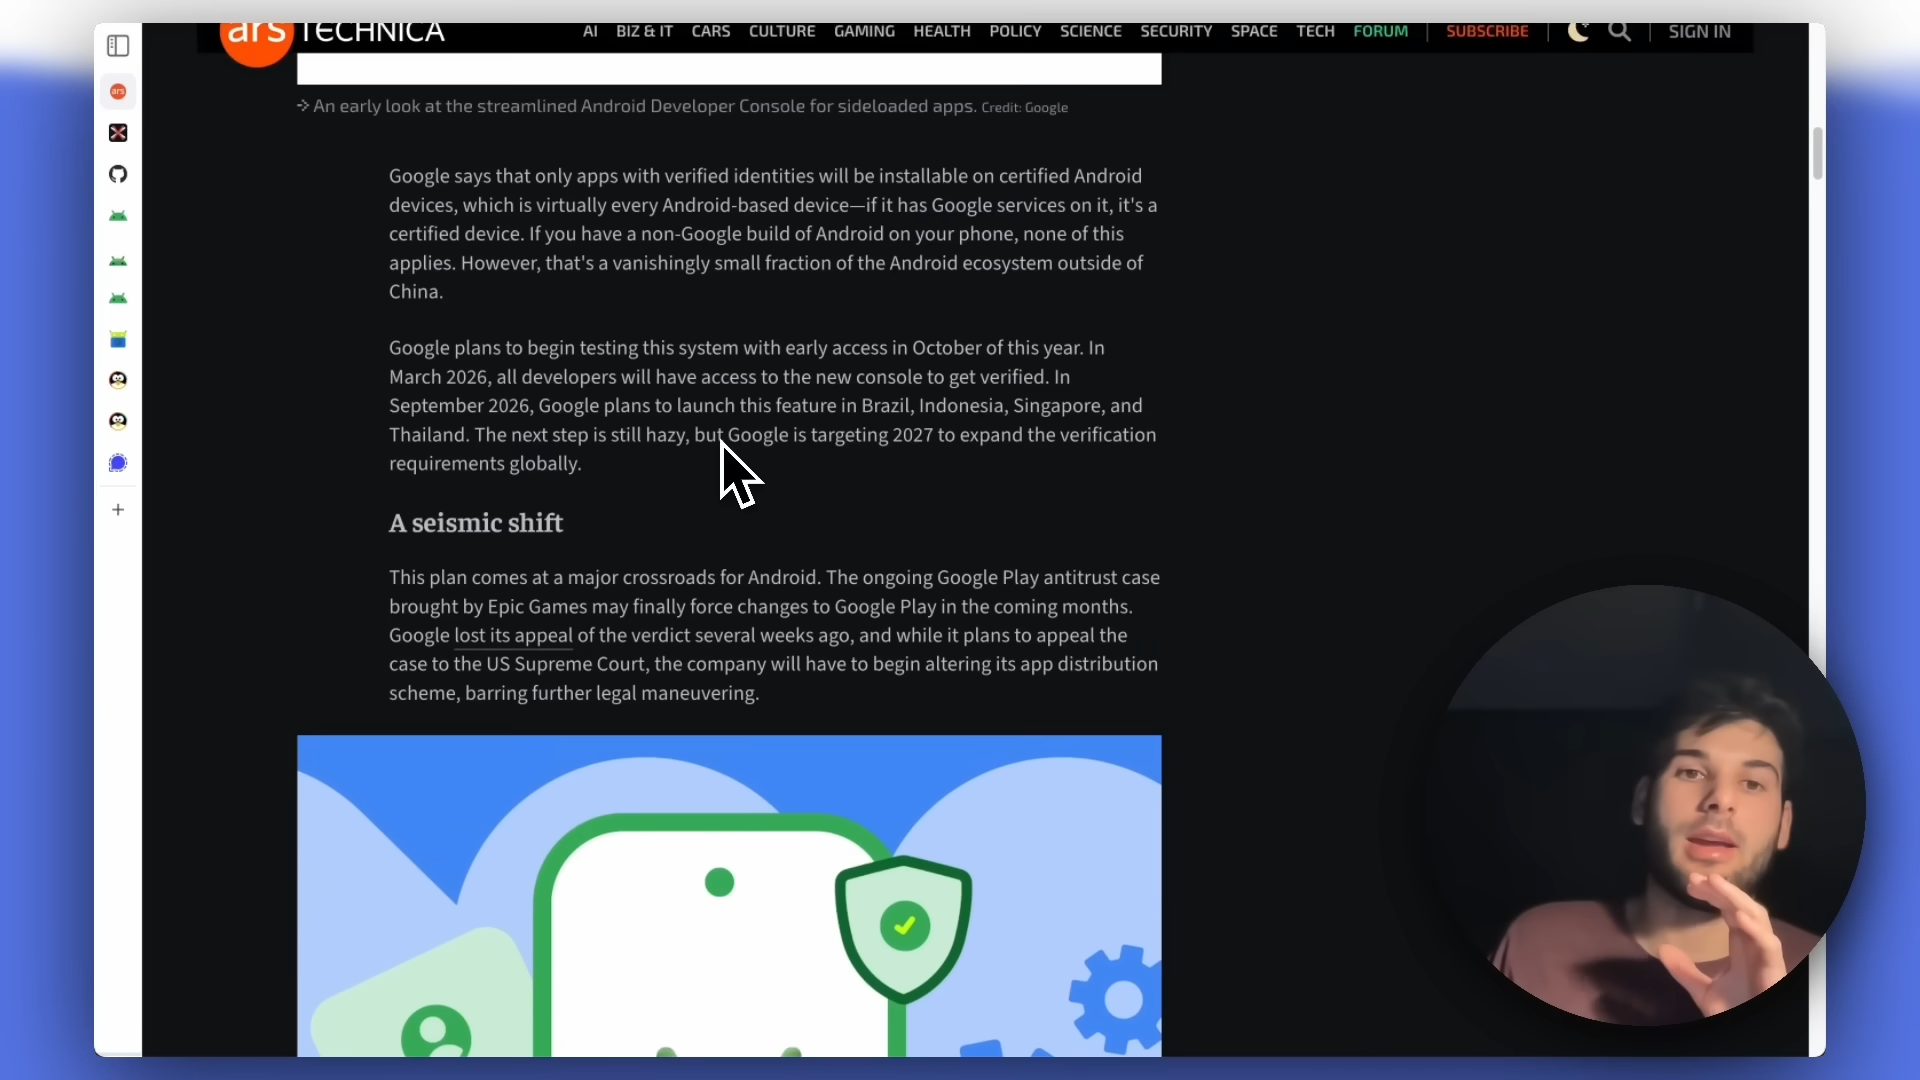 ars TECHNICA
AI BIZ & IT CARS CULTURE GAMING HEALTH POLICY SCIENCE SECURITY SPACE TECH FORUM SUBSCRIBE SIGN IN
ars
An early look at the streamlined Android Developer Console for sideloaded apps. Credit: Google
Google says that only apps with verified identities will be installable on certified Android
devices, which is virtually every Android-based device—if it has Google services on it, it's a
certified device. If you have a non-Google build of Android on your phone, none of this
applies. However, that's a vanishingly small fraction of the Android ecosystem outside of
China.
Google plans to begin testing this system with early access in October of this year. In
March 2026, all developers will have access to the new console to get verified. In
September 2026, Google plans to launch this feature in Brazil, Indonesia, Singapore, and
Thailand. The next step is still hazy, but Google is targeting 2027 to expand the verification
requirements globally.
A seismic shift
This plan comes at a major crossroads for Android. The ongoing Google Play antitrust case
brought by Epic Games may finally force changes to Google Play in the coming months.
Google lost its appeal of the verdict several weeks ago, and while it plans to appeal the
case to the US Supreme Court, the company will have to begin altering its app distribution
scheme, barring further legal maneuvering.